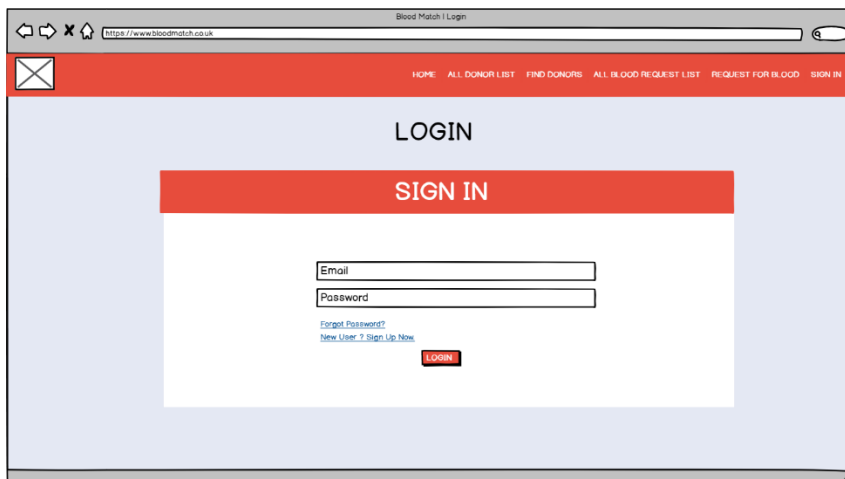 Blood Match | Login
https://www.bloodmatch.co.uk
HOME ALL DONOR LIST FIND DONORS ALL BLOOD REQUEST LIST REQUEST FOR BLOOD SIGN IN
LOGIN
SIGN IN
Email
Password
Forgot Password?
New User ? Sign Up Now.
LOGIN